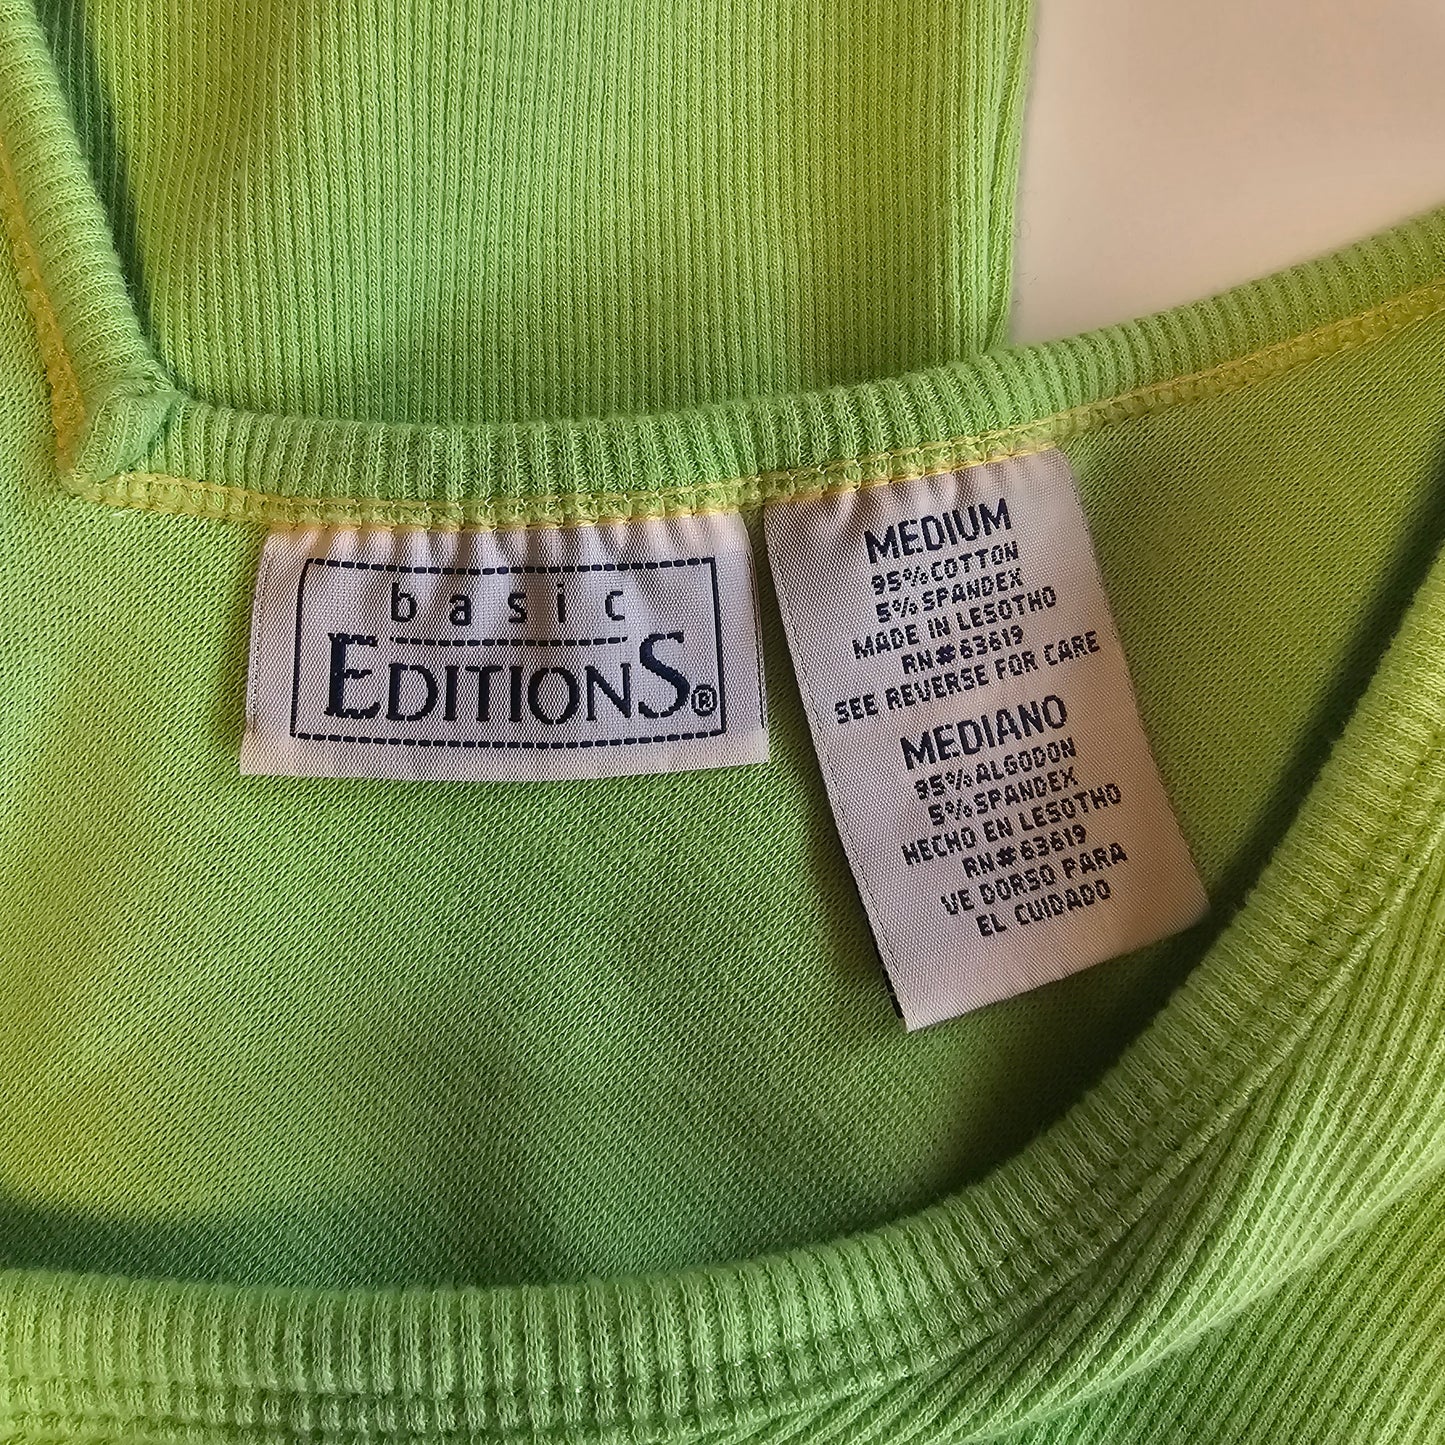 basic
EDITIONS®
MEDIUM
95% COTTON
5% SPANDEX
MADE IN LESOTHO
RN#63619
SEE REVERSE FOR CARE
MEDIANO
95% ALGODON
5% SPANDEX
HECHO EN LESOTHO
RN#63619
VE DORSO PARA
EL CUIDADO